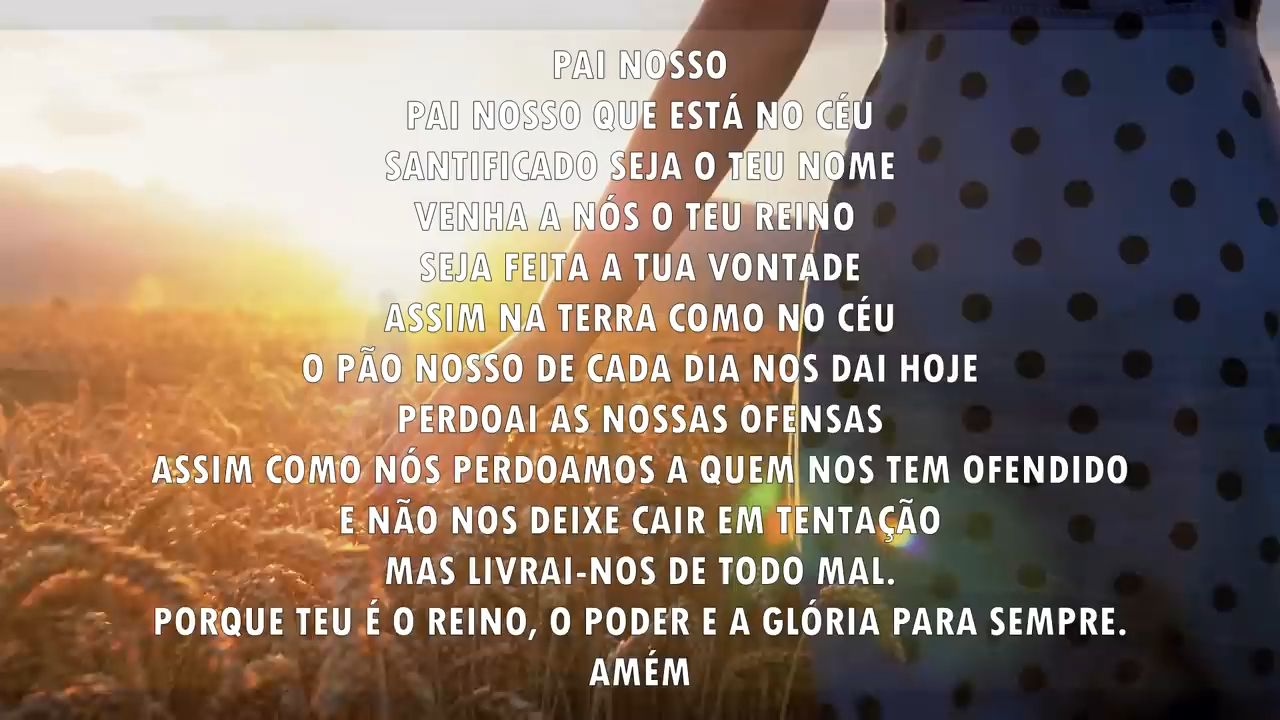 PAI NOSSO
PAI NOSSO QUE ESTÁ NO CÉU
SANTIFICADO SEJA O TEU NOME
VENHA A NÓS O TEU REINO
SEJA FEITA A TUA VONTADE
ASSIM NA TERRA COMO NO CÉU
O PÃO NOSSO DE CADA DIA NOS DAI HOJE
PERDOAI AS NOSSAS OFENSAS
ASSIM COMO NÓS PERDOAMOS A QUEM NOS TEM OFENDIDO
E NÃO NOS DEIXE CAIR EM TENTAÇÃO
MAS LIVRAI-NOS DE TODO MAL.
PORQUE TEU É O REINO, O PODER E A GLÓRIA PARA SEMPRE.
AMÉM